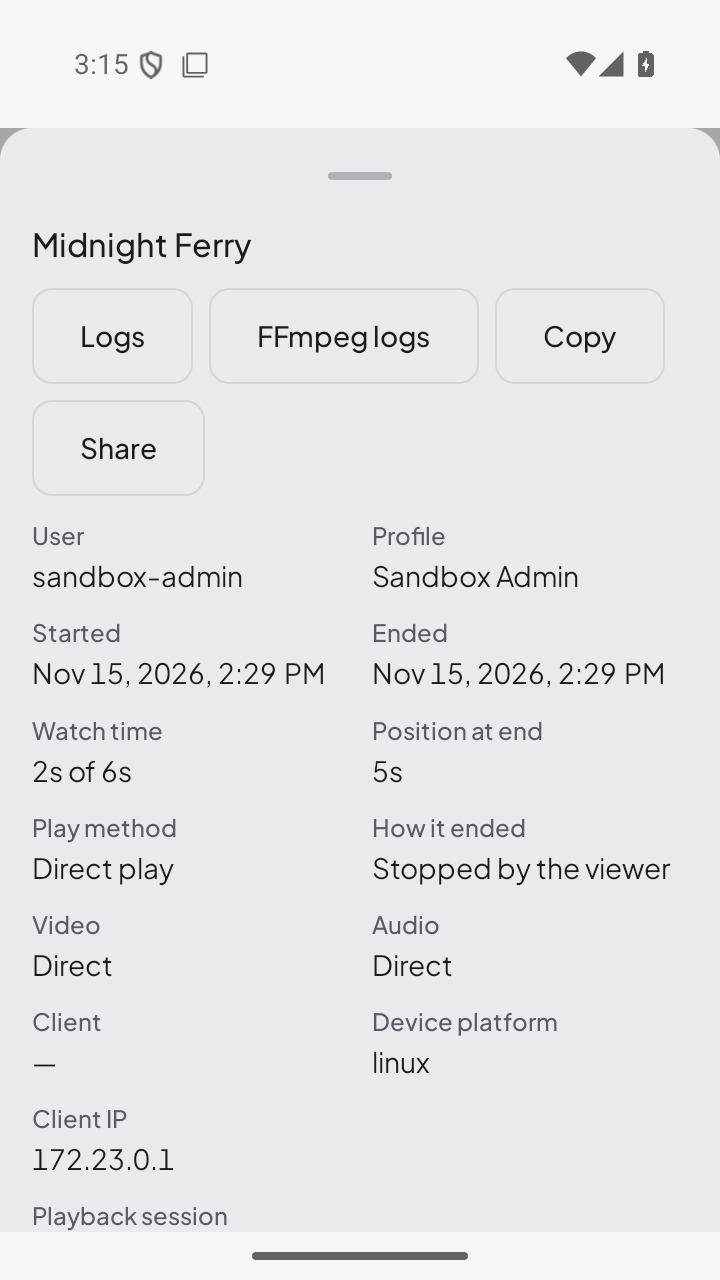 3:15
Midnight Ferry
Logs
FFmpeg logs
Copy
Share
User
Profile
sandbox-admin
Sandbox Admin
Started
Ended
Nov 15, 2026, 2:29 PM
Nov 15, 2026, 2:29 PM
Watch time
Position at end
2s of 6s
5s
Play method
How it ended
Direct play
Stopped by the viewer
Video
Audio
Direct
Direct
Client
Device platform
—
linux
Client IP
172.23.0.1
Playback session